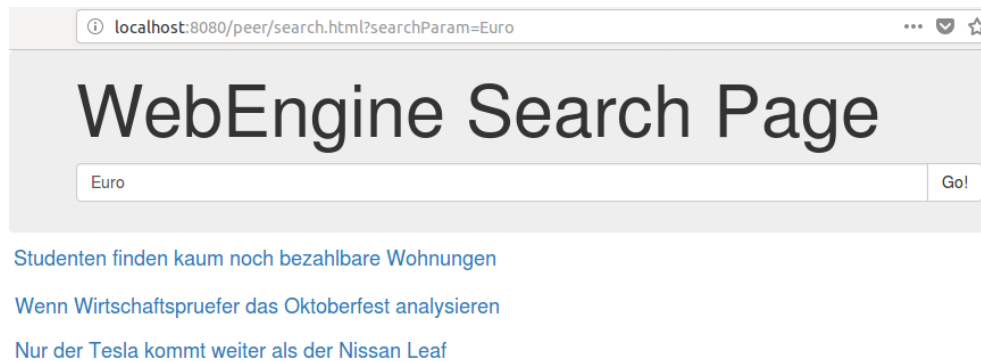 localhost:8080/peer/search.html?searchParam=Euro
WebEngine Search Page
Euro Go!
Studenten finden kaum noch bezahlbare Wohnungen
Wenn Wirtschaftspruefer das Oktoberfest analysieren
Nur der Tesla kommt weiter als der Nissan Leaf